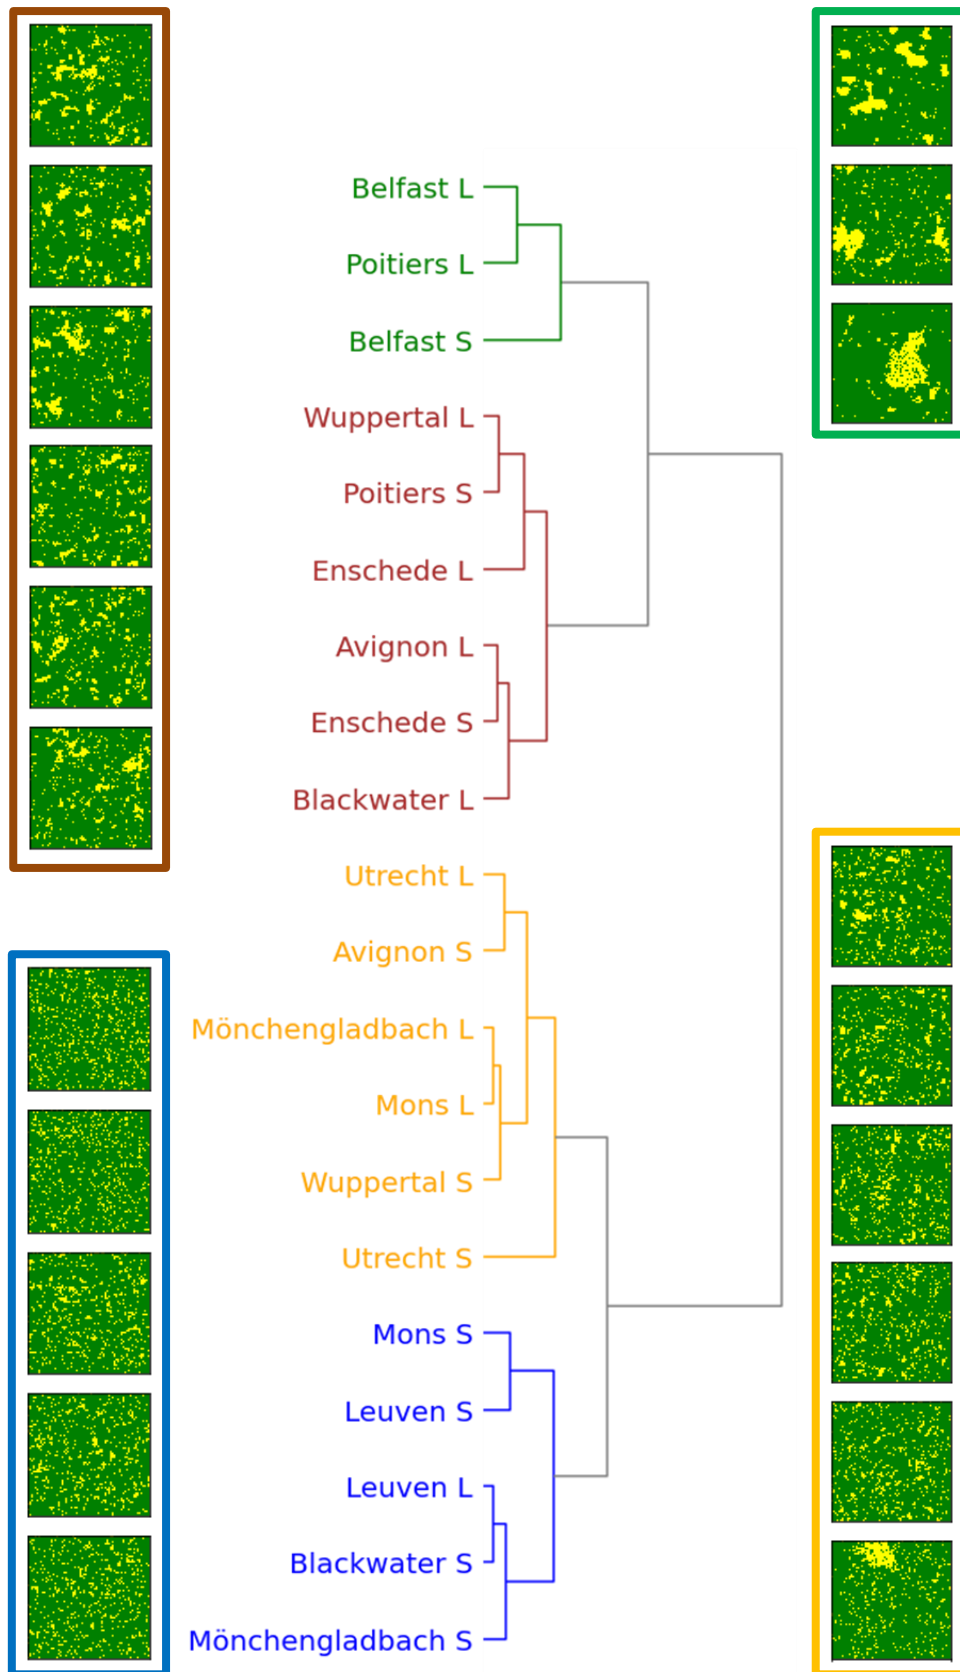 Belfast L
Poitiers L
Belfast S
Wuppertal L
Poitiers S
Enschede L
Avignon L
Enschede S
Blackwater L
Utrecht L
Avignon S
Mönchengladbach L
Mons L
Wuppertal S
Utrecht S
Mons S
Leuven S
Leuven L
Blackwater S
Mönchengladbach S